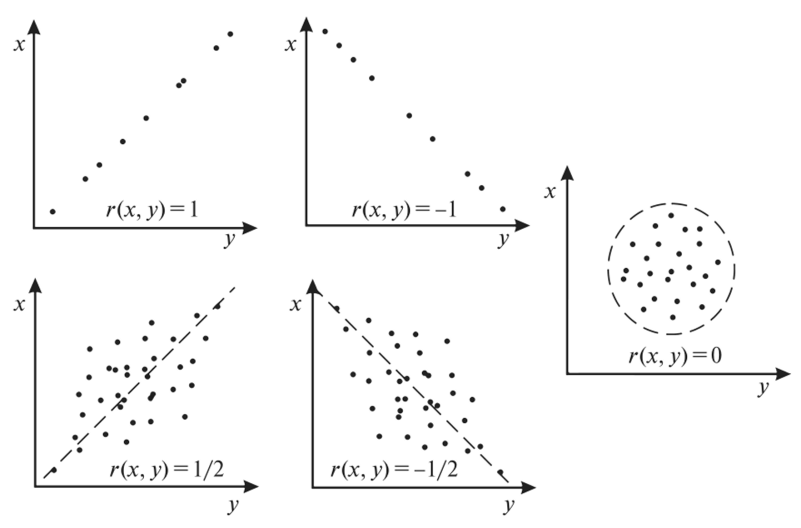 x
r(x, y) = 1
y
x
r(x, y) = –1
y
x
r(x, y) = 0
y
x
r(x, y) = 1/2
y
x
r(x, y) = –1/2
y